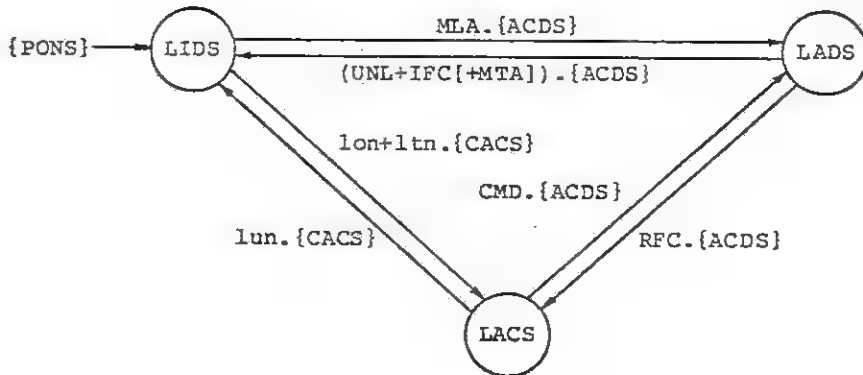 MLA.{ACDS}
{PONS}
LIDS
LADS
(UNL+IFC[+MTA]).{ACDS}
lon+ltn.{CACS}
CMD.{ACDS}
lun.{CACS}
RFC.{ACDS}
LACS